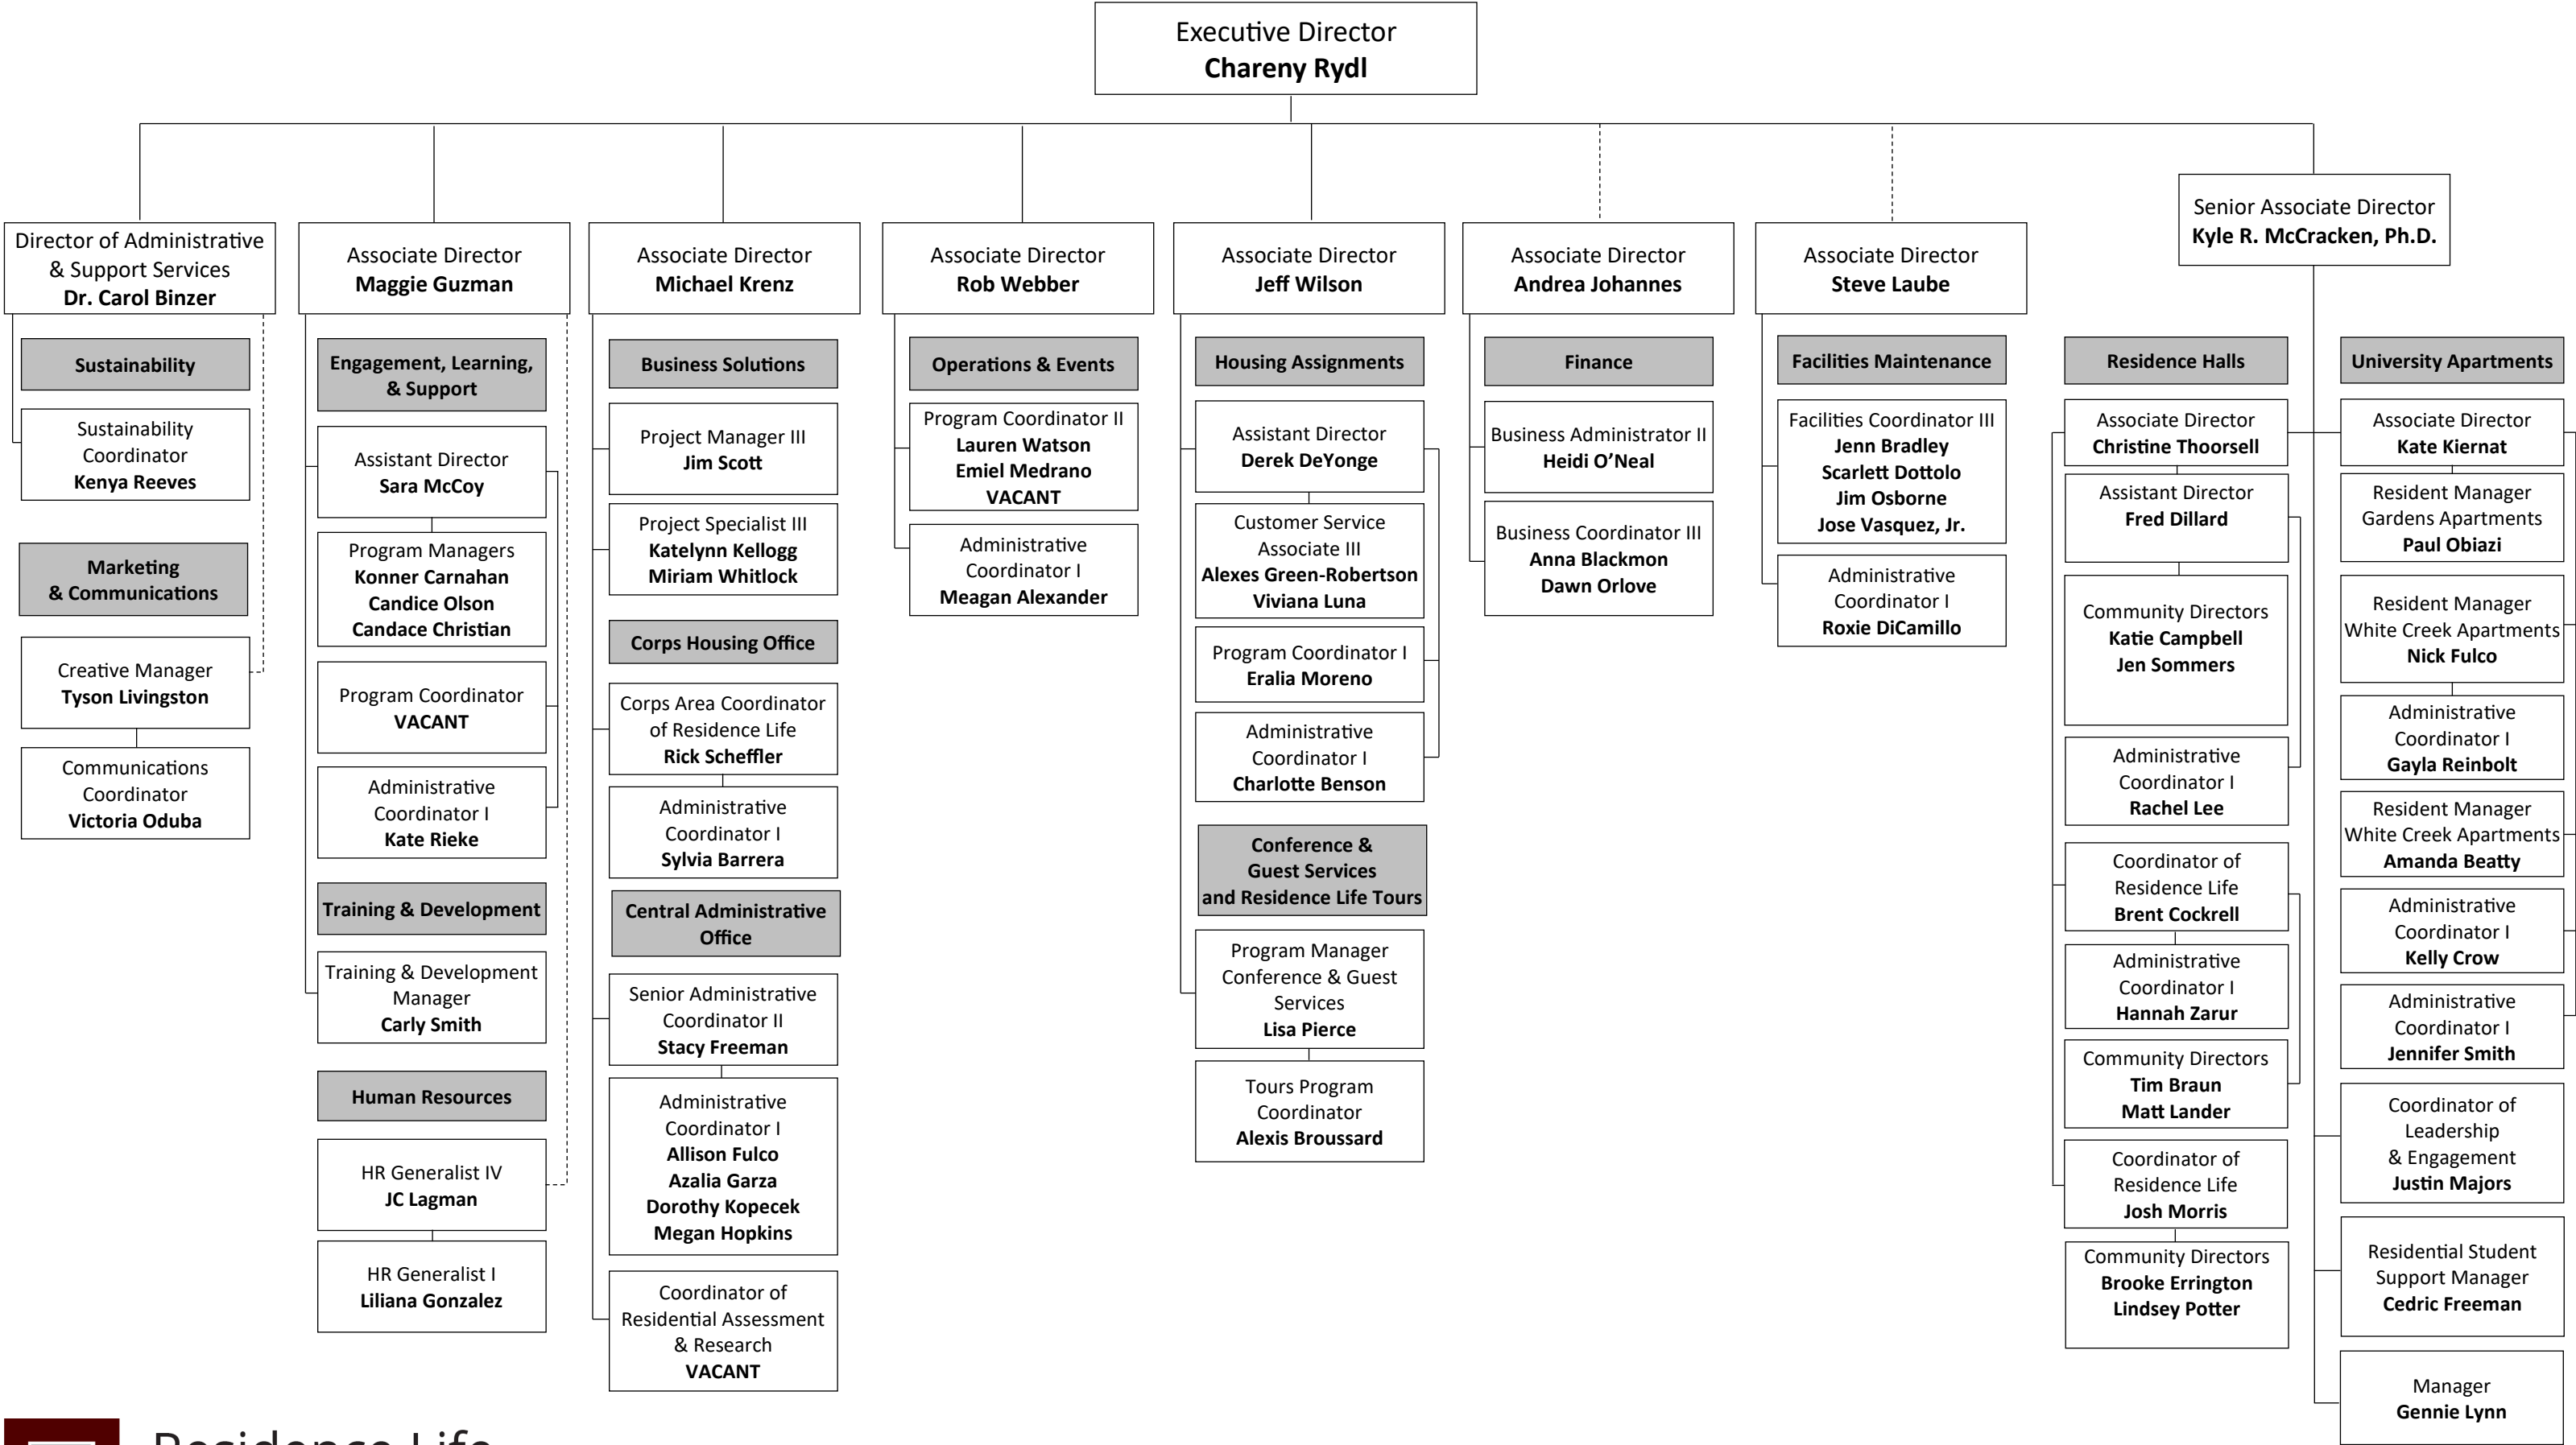 Executive Director
Chareny Rydl
Senior Associate Director
Kyle R. McCracken, Ph.D.
Director of Administrative
& Support Services
Dr. Carol Binzer
Associate Director
Maggie Guzman
Associate Director
Michael Krenz
Associate Director
Rob Webber
Associate Director
Jeff Wilson
Associate Director
Andrea Johannes
Associate Director
Steve Laube
Sustainability
Sustainability
Coordinator
Kenya Reeves
Marketing
& Communications
Creative Manager
Tyson Livingston
Communications
Coordinator
Victoria Oduba
Engagement, Learning,
& Support
Assistant Director
Sara McCoy
Program Managers
Konner Carnahan
Candice Olson
Candace Christian
Program Coordinator
VACANT
Administrative
Coordinator I
Kate Rieke
Training & Development
Training & Development
Manager
Carly Smith
Human Resources
HR Generalist IV
JC Lagman
HR Generalist I
Liliana Gonzalez
Business Solutions
Project Manager III
Jim Scott
Project Specialist III
Katelynn Kellogg
Miriam Whitlock
Corps Housing Office
Corps Area Coordinator
of Residence Life
Rick Scheffler
Administrative
Coordinator I
Sylvia Barrera
Central Administrative
Office
Senior Administrative
Coordinator II
Stacy Freeman
Administrative
Coordinator I
Allison Fulco
Azalia Garza
Dorothy Kopecek
Megan Hopkins
Coordinator of
Residential Assessment
& Research
VACANT
Operations & Events
Program Coordinator II
Lauren Watson
Emiel Medrano
VACANT
Administrative
Coordinator I
Meagan Alexander
Housing Assignments
Assistant Director
Derek DeYonge
Customer Service
Associate III
Alexes Green-Robertson
Viviana Luna
Program Coordinator I
Eralia Moreno
Administrative
Coordinator I
Charlotte Benson
Conference &
Guest Services
and Residence Life Tours
Program Manager
Conference & Guest
Services
Lisa Pierce
Tours Program
Coordinator
Alexis Broussard
Finance
Business Administrator II
Heidi O’Neal
Business Coordinator III
Anna Blackmon
Dawn Orlove
Facilities Maintenance
Facilities Coordinator III
Jenn Bradley
Scarlett Dottolo
Jim Osborne
Jose Vasquez, Jr.
Administrative
Coordinator I
Roxie DiCamillo
Residence Halls
Associate Director
Christine Thoorsell
Assistant Director
Fred Dillard
Community Directors
Katie Campbell
Jen Sommers
Administrative
Coordinator I
Rachel Lee
Coordinator of
Residence Life
Brent Cockrell
Administrative
Coordinator I
Hannah Zarur
Community Directors
Tim Braun
Matt Lander
Coordinator of
Residence Life
Josh Morris
Community Directors
Brooke Errington
Lindsey Potter
University Apartments
Associate Director
Kate Kiernat
Resident Manager
Gardens Apartments
Paul Obiazi
Resident Manager
White Creek Apartments
Nick Fulco
Administrative
Coordinator I
Gayla Reinbolt
Resident Manager
White Creek Apartments
Amanda Beatty
Administrative
Coordinator I
Kelly Crow
Administrative
Coordinator I
Jennifer Smith
Coordinator of
Leadership
& Engagement
Justin Majors
Residential Student
Support Manager
Cedric Freeman
Manager
Gennie Lynn
Residence Life